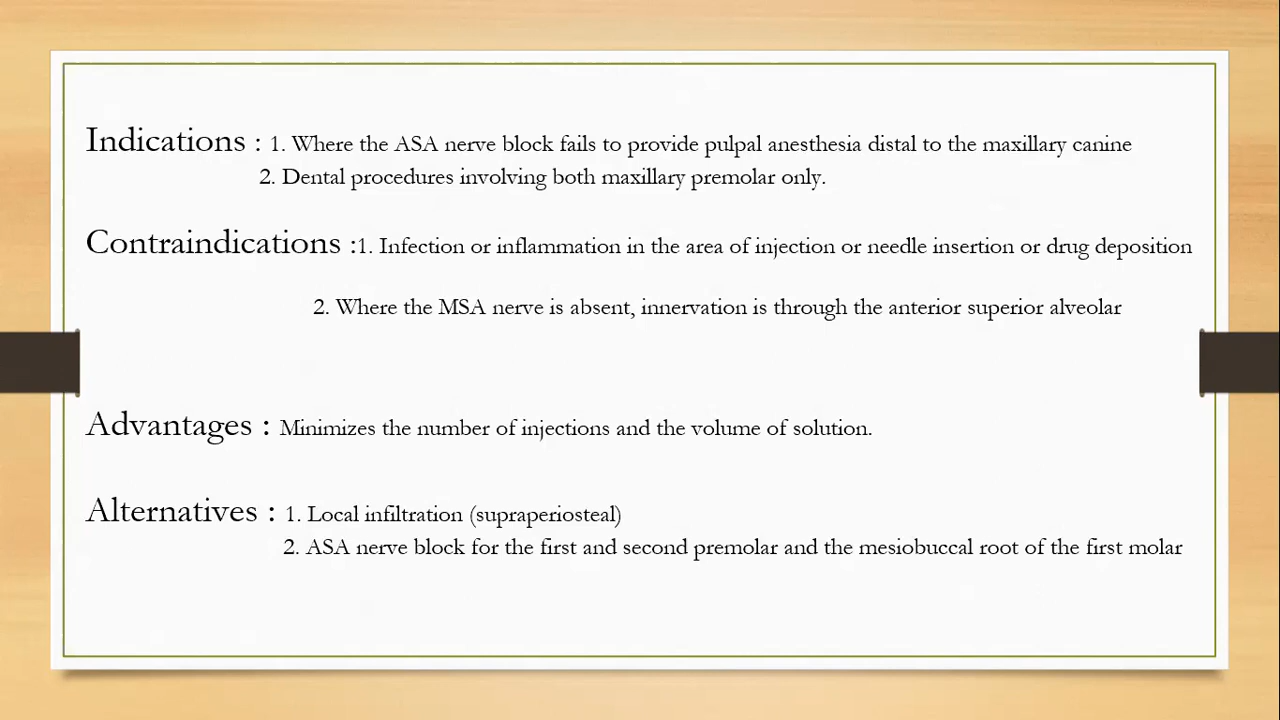 Indications : 1. Where the ASA nerve block fails to provide pulpal anesthesia distal to the maxillary canine
2. Dental procedures involving both maxillary premolar only.
Contraindications :1. Infection or inflammation in the area of injection or needle insertion or drug deposition
2. Where the MSA nerve is absent, innervation is through the anterior superior alveolar
Advantages : Minimizes the number of injections and the volume of solution.
Alternatives : 1. Local infiltration (supraperiosteal)
2. ASA nerve block for the first and second premolar and the mesiobuccal root of the first molar